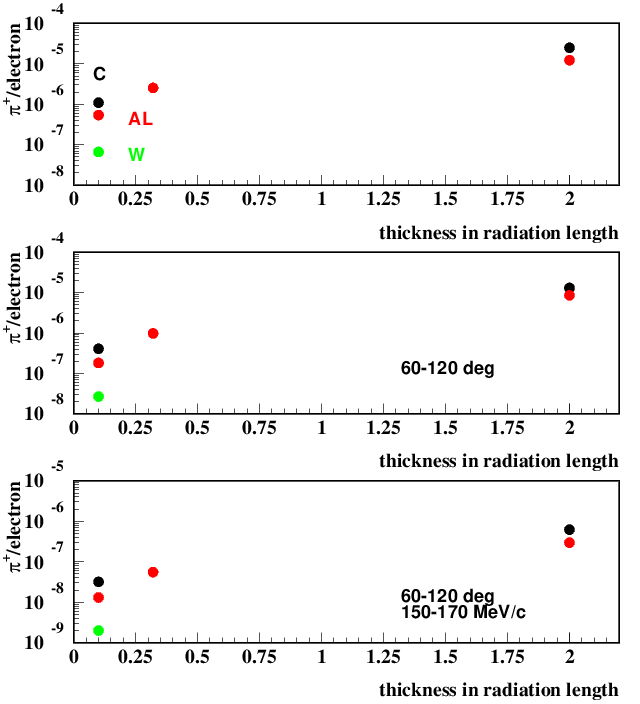 10 -4
10 -5
10 -6
10 -7
10 -8
π+/electron
C
AL
W
0 0.25 0.5 0.75 1 1.25 1.5 1.75 2
thickness in radiation length
10 -4
10 -5
10 -6
10 -7
10 -8
π+/electron
60-120 deg
0 0.25 0.5 0.75 1 1.25 1.5 1.75 2
thickness in radiation length
10 -5
10 -6
10 -7
10 -8
10 -9
π+/electron
60-120 deg
150-170 MeV/c
0 0.25 0.5 0.75 1 1.25 1.5 1.75 2
thickness in radiation length